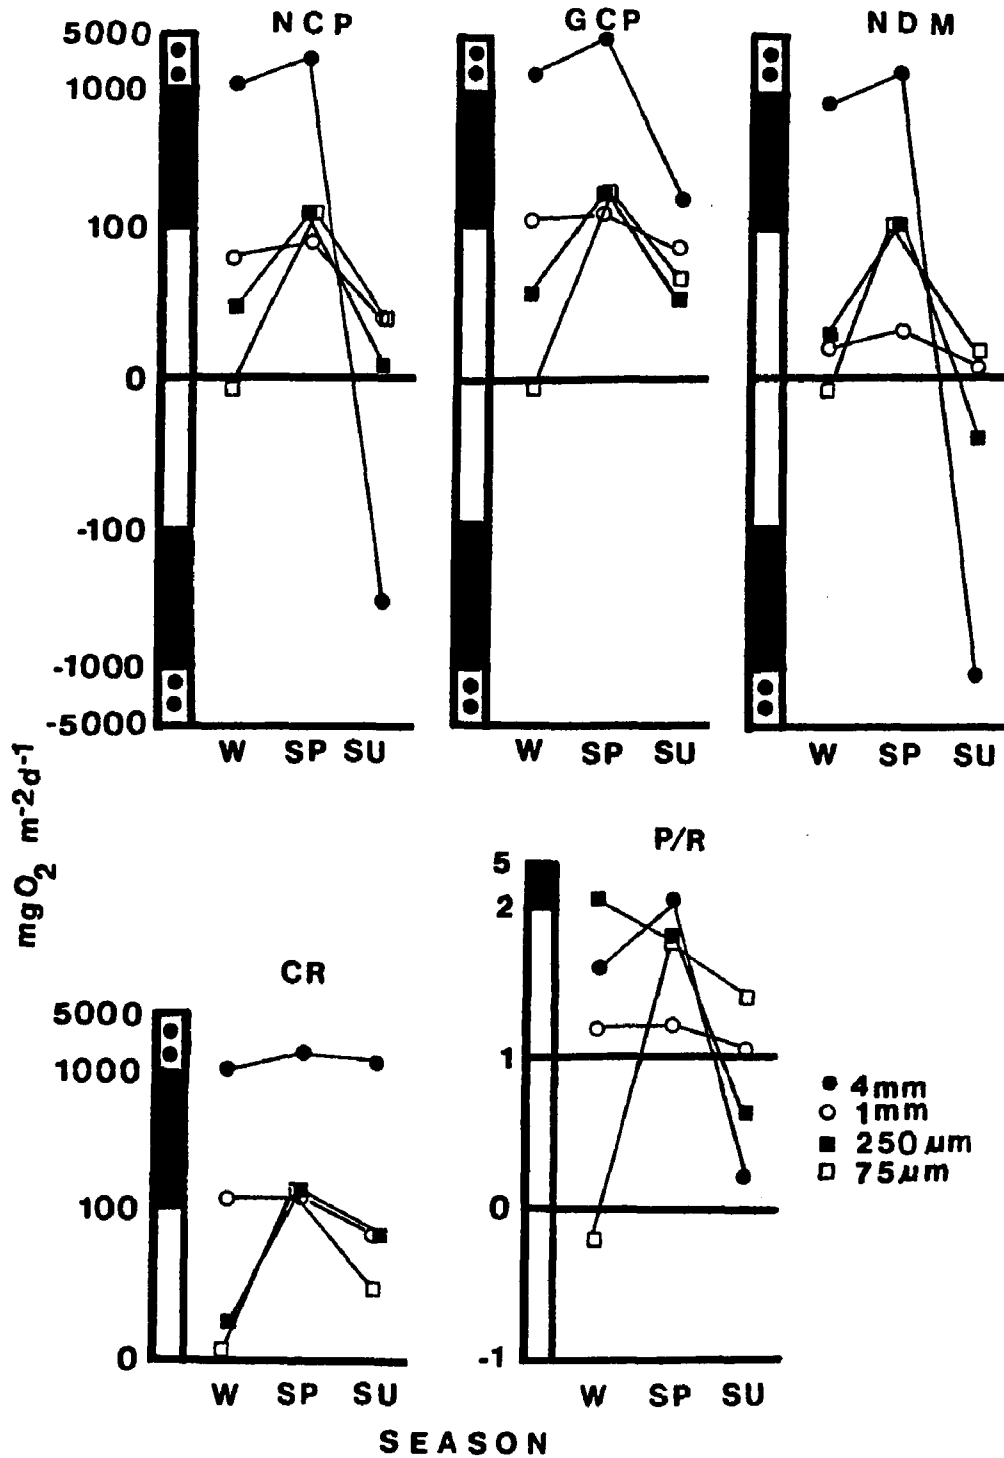 NCP
GCP
NDM
5000
1000
100
0
-100
-1000
-5000
W SP SU
W SP SU
W SP SU
mgO₂ m⁻²d⁻¹
P/R
5
2
1
0
-1
CR
5000
1000
100
0
4mm
1mm
250 µm
75µm
W SP SU
W SP SU
SEASON